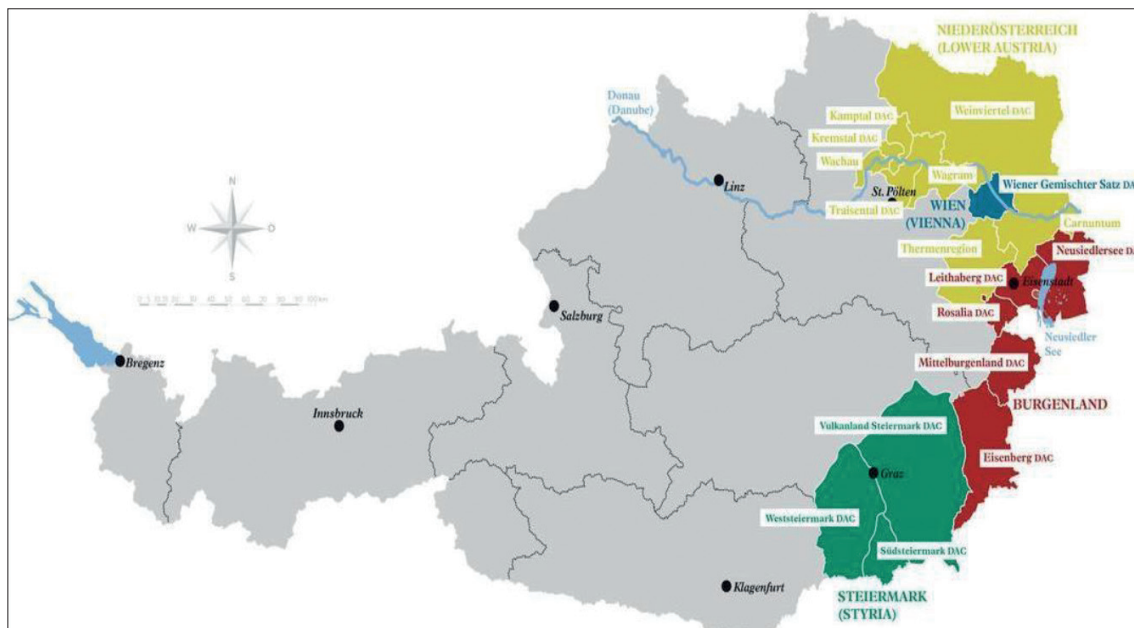 NIEDERÖSTERREICH
(LOWER AUSTRIA)
Donau
(Danube)
Weinviertel DAC
Kamptal DAC
Kremstal DAC
Wachau
Wagram
Linz
St. Pölten
Wiener Gemischter Satz DA
WIEN
(VIENNA)
Traisental DAC
Carnuntum
N
W
O
S
Thermenregion
Neusiedlersee D
Leithaberg DAC
Eisenstadt
Rosalia DAC
Salzburg
Neusiedler
See
Bregenz
Mittelburgenland DAC
BURGENLAND
Innsbruck
Vulkanland Steiermark DAC
Eisenberg DAC
Graz
Weststeiermark DAC
Südsteiermark DAC
Klagenfurt
STEIERMARK
(STYRIA)